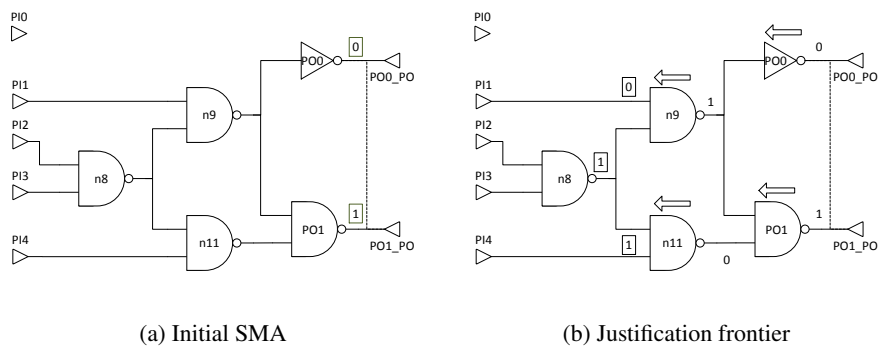 PI0
PO0
0
PO0_PO
PI1
n9
PI2
PI3
n8
1
PI4
n11
PO1
PO1_PO
(a) Initial SMA
PI0
PO0
0
PO0_PO
PI1
0
n9
1
PI2
1
PI3
n8
PI4
1
n11
0
PO1
1
PO1_PO
(b) Justification frontier